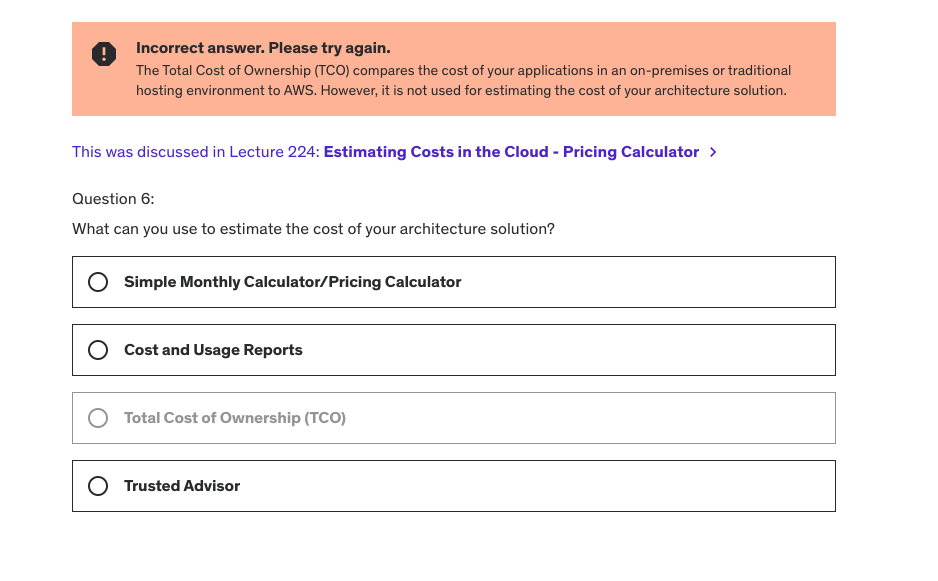 Incorrect answer. Please try again.
The Total Cost of Ownership (TCO) compares the cost of your applications in an on-premises or traditional
hosting environment to AWS. However, it is not used for estimating the cost of your architecture solution.
This was discussed in Lecture 224: Estimating Costs in the Cloud - Pricing Calculator >
Question 6:
What can you use to estimate the cost of your architecture solution?
Simple Monthly Calculator/Pricing Calculator
Cost and Usage Reports
Total Cost of Ownership (TCO)
Trusted Advisor